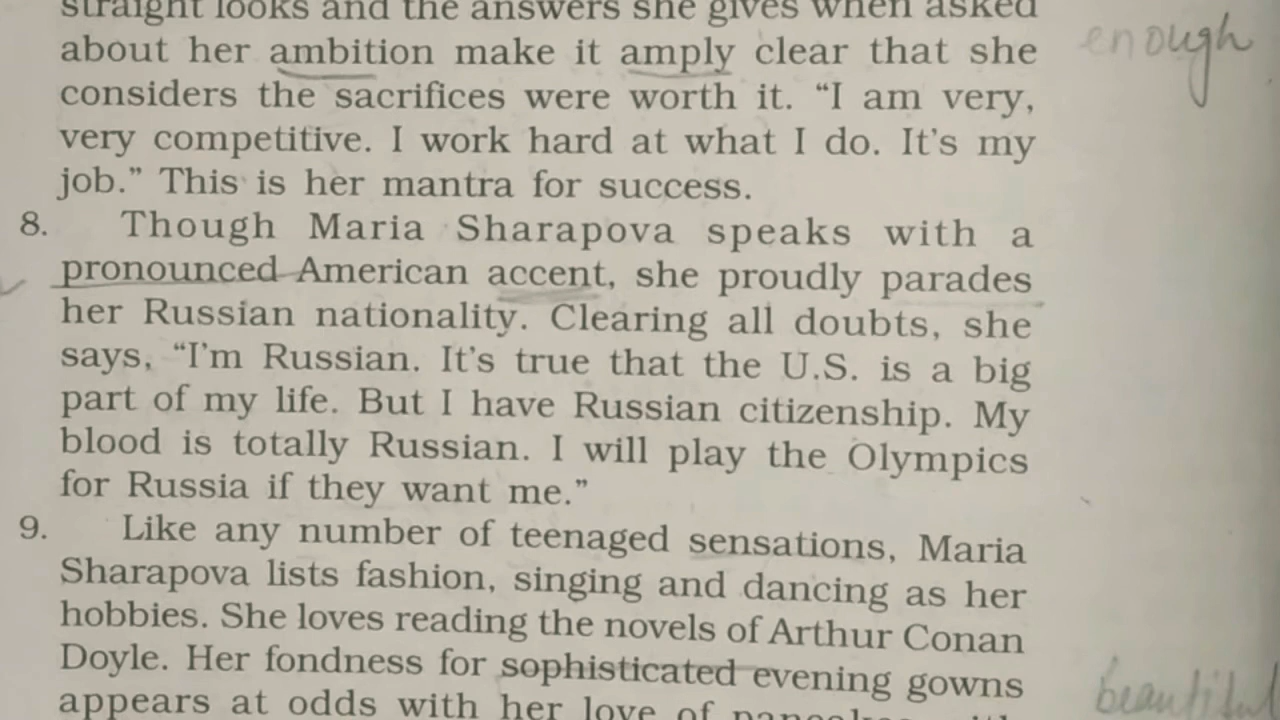 straight looks and the answers she gives when asked
about her ambition make it amply clear that she
enough
considers the sacrifices were worth it. “I am very,
very competitive. I work hard at what I do. It’s my
job.” This is her mantra for success.
8. Though Maria Sharapova speaks with a
pronounced American accent, she proudly parades
her Russian nationality. Clearing all doubts, she
says, “I’m Russian. It’s true that the U.S. is a big
part of my life. But I have Russian citizenship. My
blood is totally Russian. I will play the Olympics
for Russia if they want me.”
9. Like any number of teenaged sensations, Maria
Sharapova lists fashion, singing and dancing as her
hobbies. She loves reading the novels of Arthur Conan
Doyle. Her fondness for sophisticated evening gowns
beautiful
appears at odds with her love of